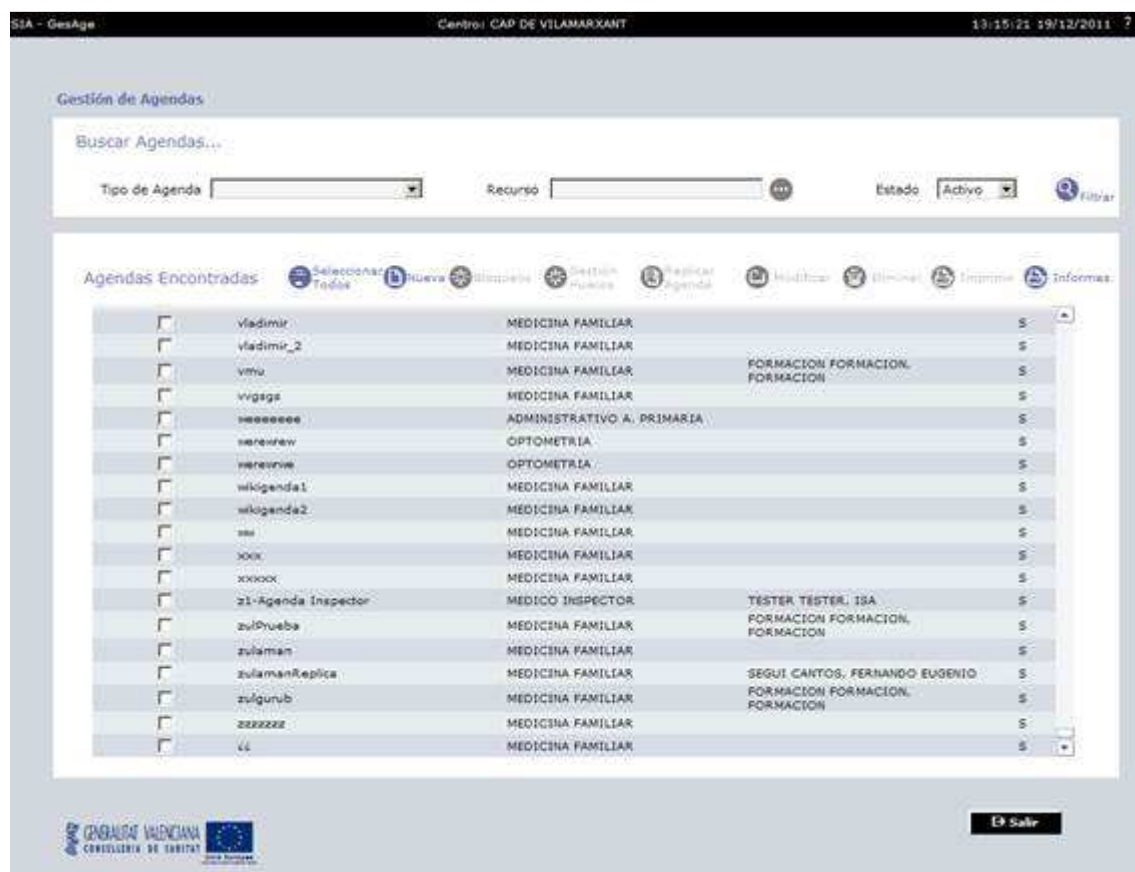 SIA - GesAge Centro: CAP DE VILAMARXANT 13:15:21 19/12/2011 ?
Gestión de Agendas
Buscar Agendas...
Tipo de Agenda Recurso Estado Activo Filtrar
Agendas Encontradas Seleccionar Todos Nueva Bloqueos Gestión Huecos Replicar Agenda Modificar Eliminar Imprimir Informes
vladimir MEDICINA FAMILIAR S
vladimir_2 MEDICINA FAMILIAR S
vmu MEDICINA FAMILIAR FORMACION FORMACION, FORMACION S
vvgsgs MEDICINA FAMILIAR S
ADMINISTRATIVO A. PRIMARIA S
werewrew OPTOMETRIA S
OPTOMETRIA S
wikigenda1 MEDICINA FAMILIAR S
wikigenda2 MEDICINA FAMILIAR S
MEDICINA FAMILIAR S
xxx MEDICINA FAMILIAR S
xxxxx MEDICINA FAMILIAR S
z1-Agenda Inspector MEDICO INSPECTOR TESTER TESTER, ISA S
zulPrueba MEDICINA FAMILIAR FORMACION FORMACION, FORMACION S
zulaman MEDICINA FAMILIAR S
zulamanReplica MEDICINA FAMILIAR SEGUI CANTOS, FERNANDO EUGENIO S
zulgurub MEDICINA FAMILIAR FORMACION FORMACION, FORMACION S
zzzzzzz MEDICINA FAMILIAR S
MEDICINA FAMILIAR S
GENERALITAT VALENCIANA
CONSELLERIA DE SANITAT
Unió Europea
Salir